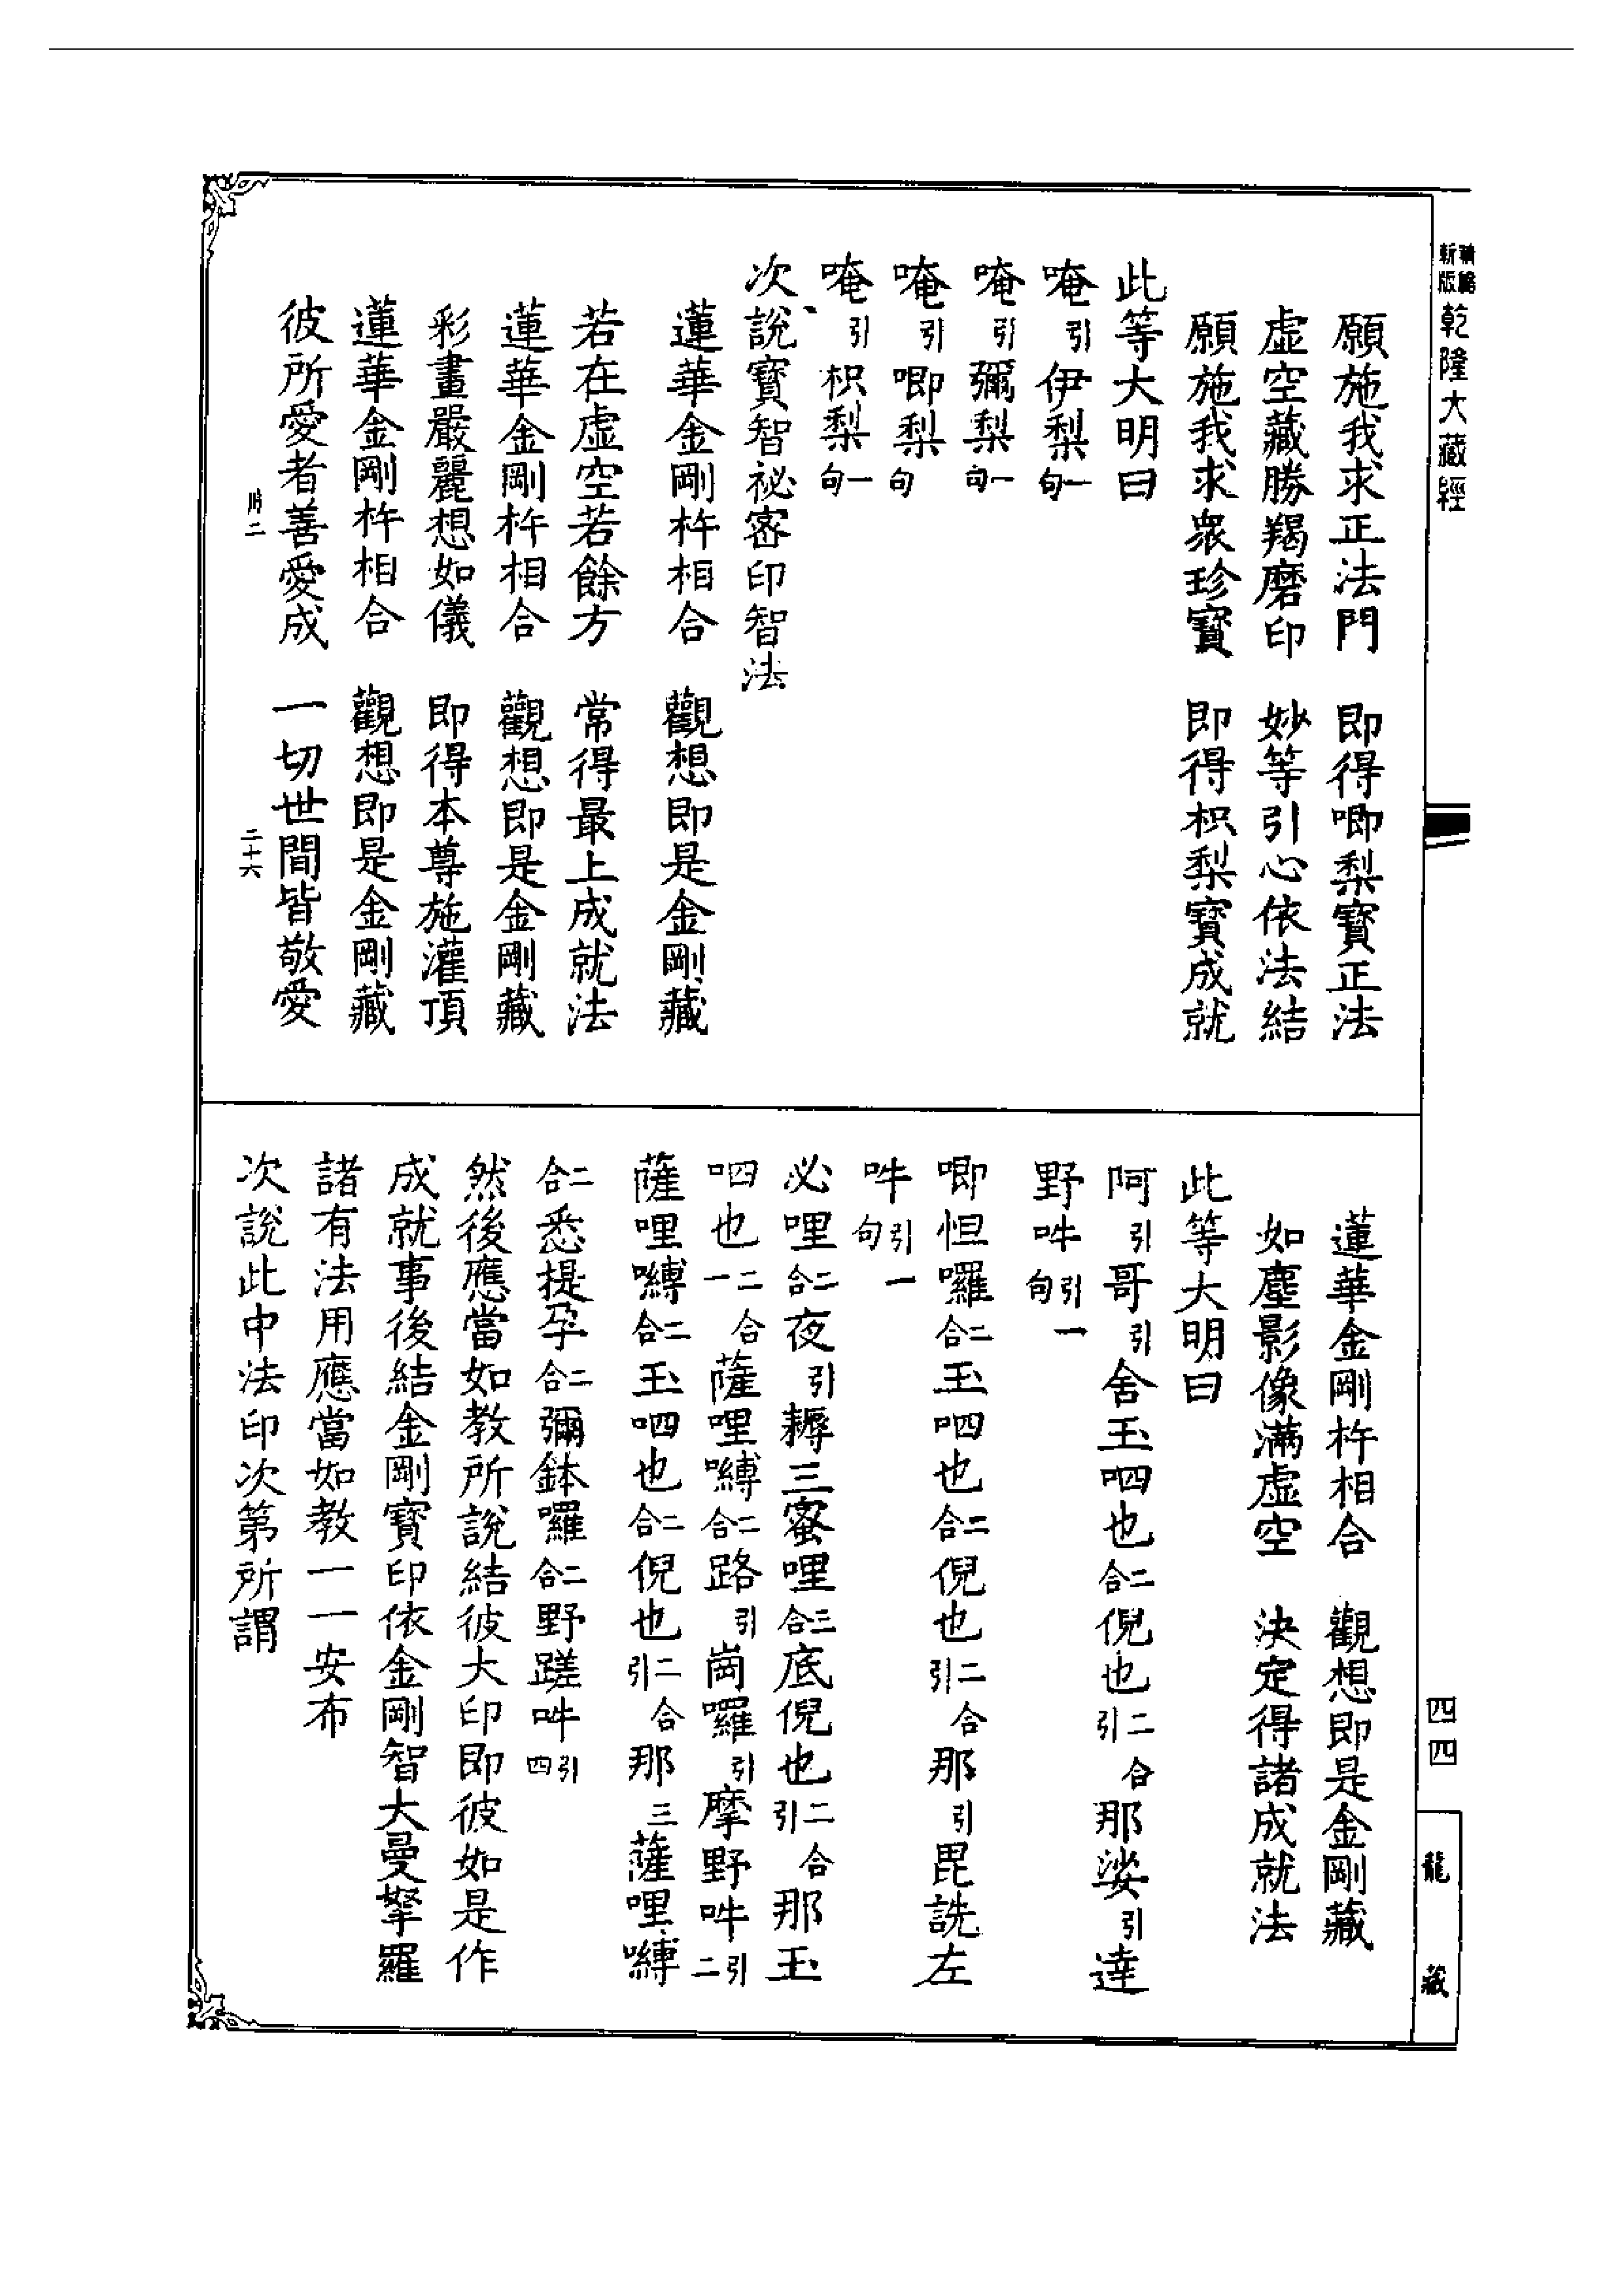 新版 精縮 乾隆大藏經
願施我求正法門　即得唧梨寶正法
虛空藏勝羯磨印　妙等引心依法結
願施我求眾珍寶　即得枳梨寶成就
此等大明曰
唵引伊梨一句
唵引彌梨一句
唵引唧梨句
唵引枳梨一句
次說寶智祕密印智法
蓮華金剛杵相合　觀想即是金剛藏
若在虛空若餘方　常得最上成就法
蓮華金剛杵相合　觀想即是金剛藏
彩畫嚴麗想如儀　即得本尊施灌頂
蓮華金剛杵相合　觀想即是金剛藏
彼所愛者善愛成　一切世間皆敬愛
二十六
蓮華金剛杵相合　觀想即是金剛藏
如塵影像滿虛空　決定得諸成就法
此等大明曰
阿引哥引舍玉呬也二合倪也二合引那娑引達
野吽引一句
唧怛囉二合玉呬也二合倪也二合引那引毘詵左
吽引一句
必哩二合夜引耨三蜜哩三合底倪也二合引那玉
呬也二合一薩哩嚩二合路引崗囉引摩野吽引二
薩哩嚩二合玉呬也二合倪也二合引那三薩哩嚩
二合悉提孕二合彌鉢囉二合野蹉吽引四
然後應當如教所說結彼大印即彼如是作
成就事後結金剛寶印依金剛智大曼拏羅
諸有法用應當如教一一安布
次說此中法印次第所謂
四四
龍藏